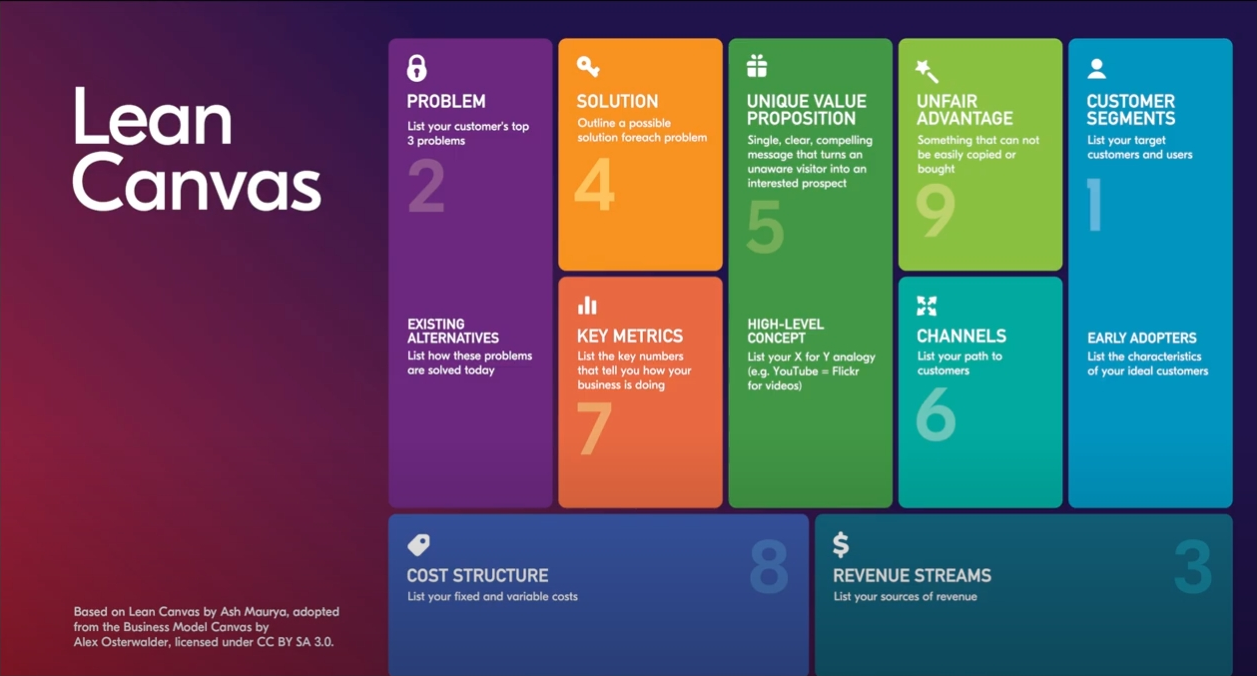 Lean
Canvas
PROBLEM
List your customer's top
3 problems
2
EXISTING
ALTERNATIVES
List how these problems
are solved today
SOLUTION
Outline a possible
solution foreach problem
4
KEY METRICS
List the key numbers
that tell you how your
business is doing
7
UNIQUE VALUE
PROPOSITION
Single, clear, compelling
message that turns an
unaware visitor into an
interested prospect
5
HIGH-LEVEL
CONCEPT
List your X for Y analogy
(e.g. YouTube = Flickr
for videos)
UNFAIR
ADVANTAGE
Something that can not
be easily copied or
bought
9
CHANNELS
List your path to
customers
6
CUSTOMER
SEGMENTS
List your target
customers and users
1
EARLY ADOPTERS
List the characteristics
of your ideal customers
COST STRUCTURE
List your fixed and variable costs
8
REVENUE STREAMS
List your sources of revenue
3
Based on Lean Canvas by Ash Maurya, adopted
from the Business Model Canvas by
Alex Osterwalder, licensed under CC BY SA 3.0.